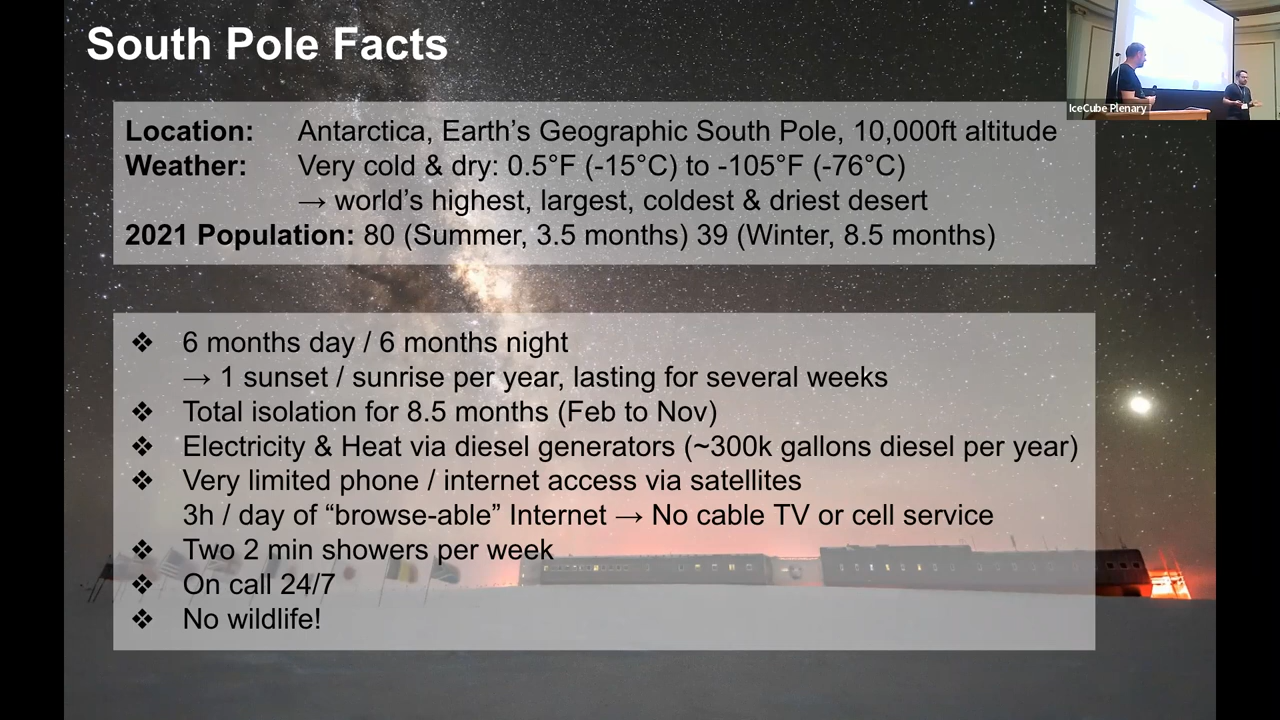 South Pole Facts
IceCube Plenary
Location: Antarctica, Earth's Geographic South Pole, 10,000ft altitude
Weather: Very cold & dry: 0.5°F (-15°C) to -105°F (-76°C)
→ world's highest, largest, coldest & driest desert
2021 Population: 80 (Summer, 3.5 months) 39 (Winter, 8.5 months)
❖ 6 months day / 6 months night
→ 1 sunset / sunrise per year, lasting for several weeks
❖ Total isolation for 8.5 months (Feb to Nov)
❖ Electricity & Heat via diesel generators (~300k gallons diesel per year)
❖ Very limited phone / internet access via satellites
3h / day of “browse-able” Internet → No cable TV or cell service
❖ Two 2 min showers per week
❖ On call 24/7
❖ No wildlife!